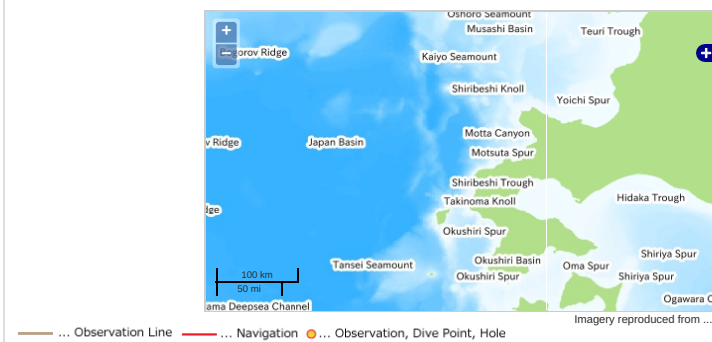 Oshoro Seamount
Musashi Basin
Teuri Trough
+
Bogorov Ridge
−
Kaiyo Seamount
+
Shiribeshi Knoll
Yoichi Spur
Motta Canyon
v Ridge
Japan Basin
Motsuta Spur
Shiribeshi Trough
Hidaka Trough
Takinoma Knoll
dge
Okushiri Spur
Shiriya Spur
Okushiri Basin
Tansei Seamount
Oma Spur
100 km
Okushiri Spur
Shiriya Spur
50 mi
Ogawara C
ama Deepsea Channel
Imagery reproduced from ...
... Observation Line
... Navigation
... Observation, Dive Point, Hole